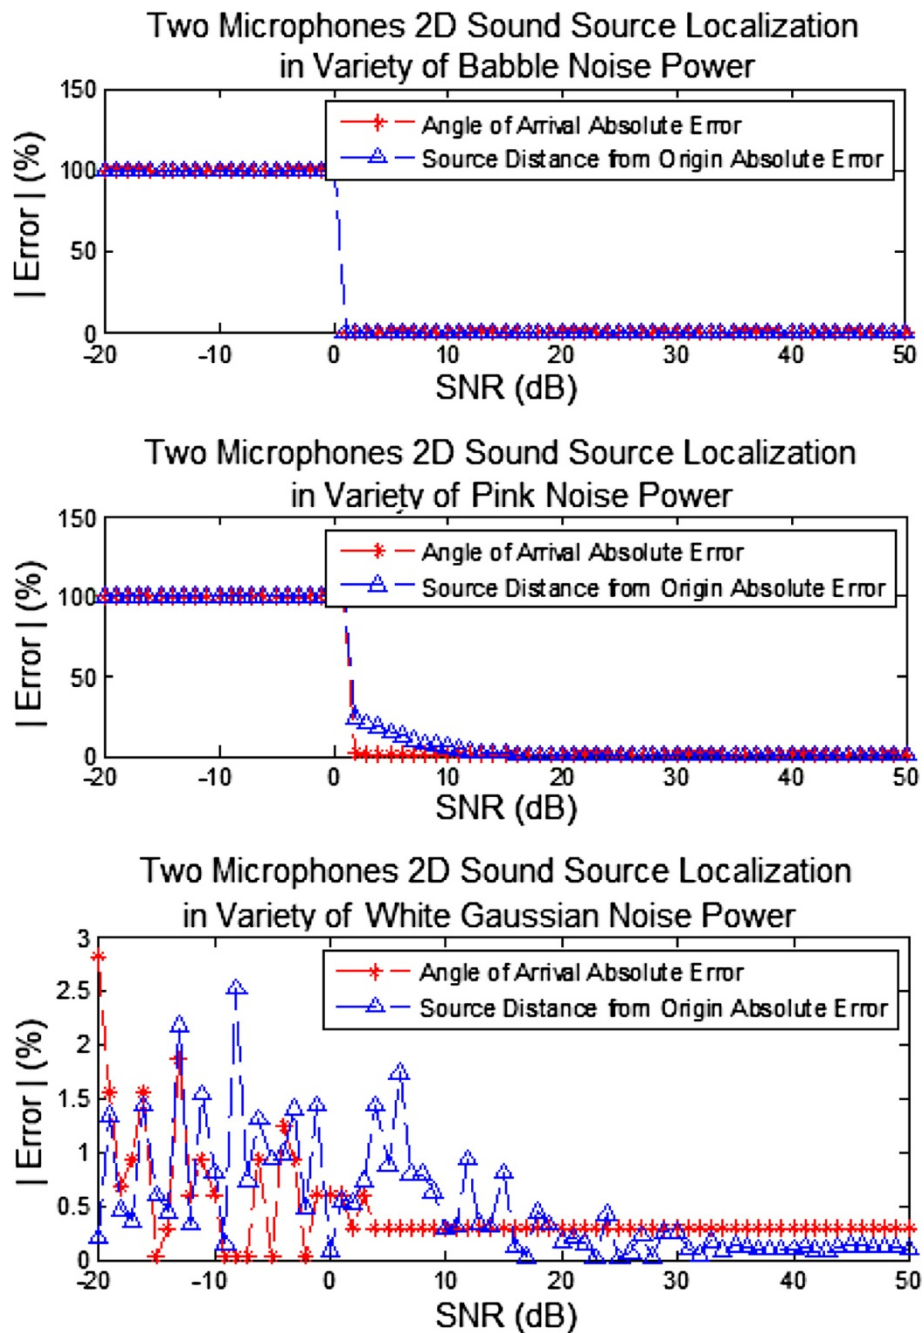 Two Microphones 2D Sound Source Localization
in Variety of Babble Noise Power
150
100
50
0
| Error | (%)
Angle of Arrival Absolute Error
Source Distance from Origin Absolute Error
-20 -10 0 10 20 30 40 50
SNR (dB)
Two Microphones 2D Sound Source Localization
in Variety of Pink Noise Power
150
100
50
0
| Error | (%)
Angle of Arrival Absolute Error
Source Distance from Origin Absolute Error
-20 -10 0 10 20 30 40 50
SNR (dB)
Two Microphones 2D Sound Source Localization
in Variety of White Gaussian Noise Power
3
2.5
2
1.5
1
0.5
0
| Error | (%)
Angle of Arrival Absolute Error
Source Distance from Origin Absolute Error
-20 -10 0 10 20 30 40 50
SNR (dB)